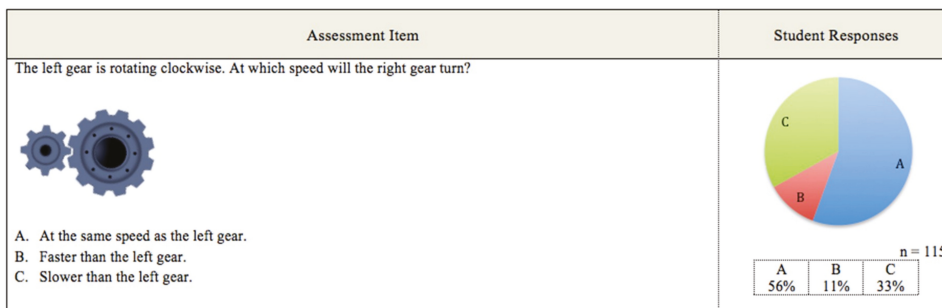 Assessment Item
Student Responses
The left gear is rotating clockwise. At which speed will the right gear turn?
C
A
B
A. At the same speed as the left gear.
B. Faster than the left gear.
C. Slower than the left gear.
n = 115
A B C
56% 11% 33%